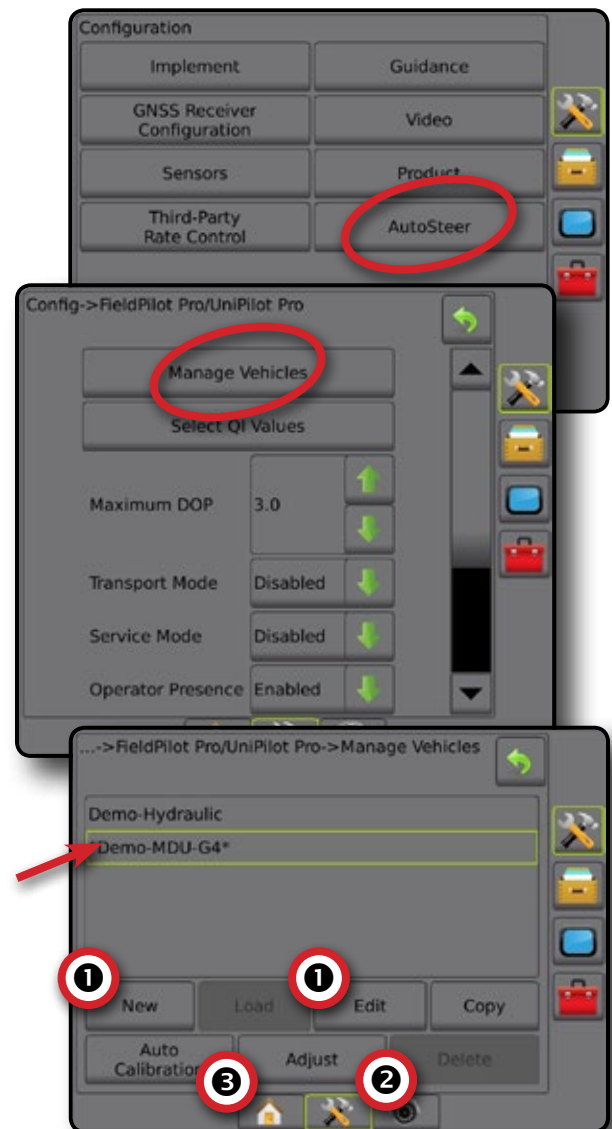 Configuration
Implement
Guidance
GNSS Receiver
Configuration
Video
Sensors
Product
Third-Party
Rate Control
AutoSteer
Config->FieldPilot Pro/UniPilot Pro
Manage Vehicles
Select QI Values
Maximum DOP
3.0
Transport Mode
Disabled
Service Mode
Disabled
Operator Presence
Enabled
...->FieldPilot Pro/UniPilot Pro->Manage Vehicles
Demo-Hydraulic
*Demo-MDU-G4*
1
New
Load
1
Edit
Copy
Auto
Calibration
3
Adjust
2
Delete